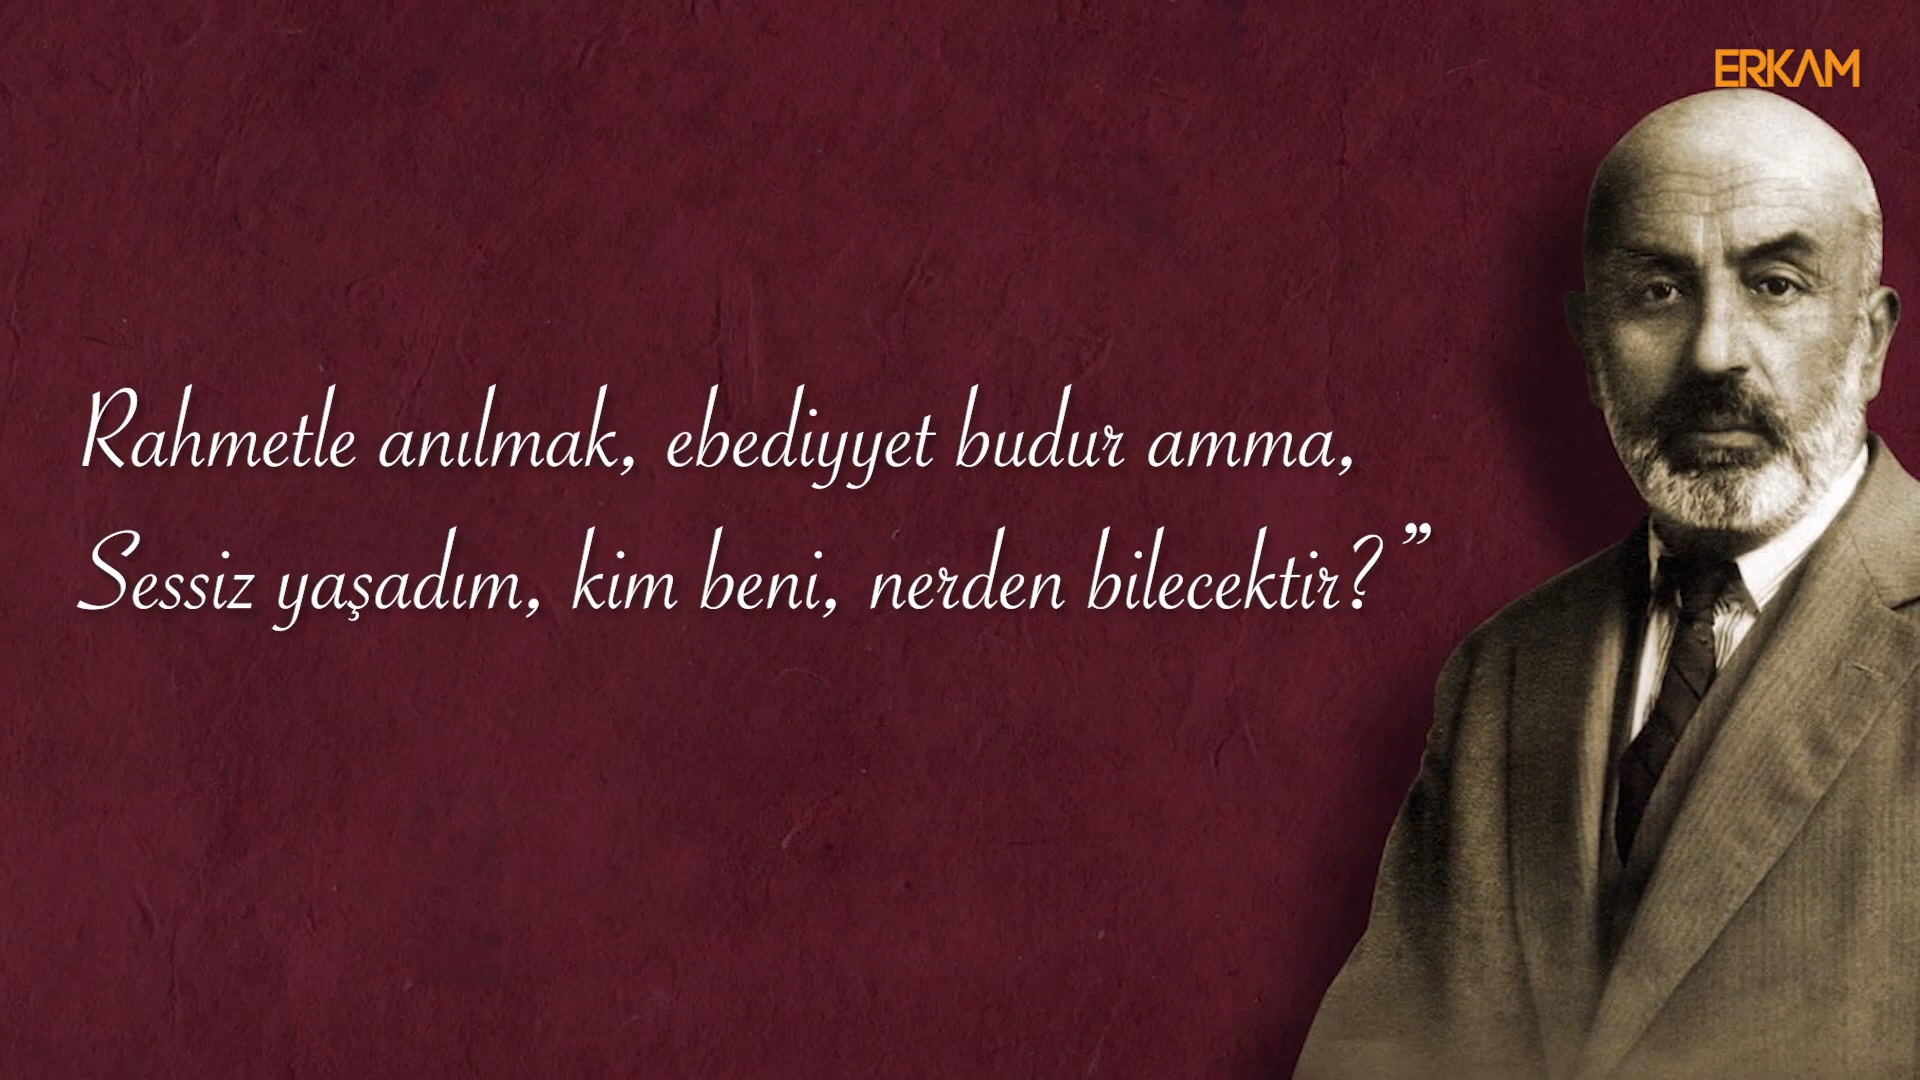 ERKAM
Rahmetle anılmak, ebediyyet budur amma,
Sessiz yaşadım, kim beni, nerden bilecektir?”